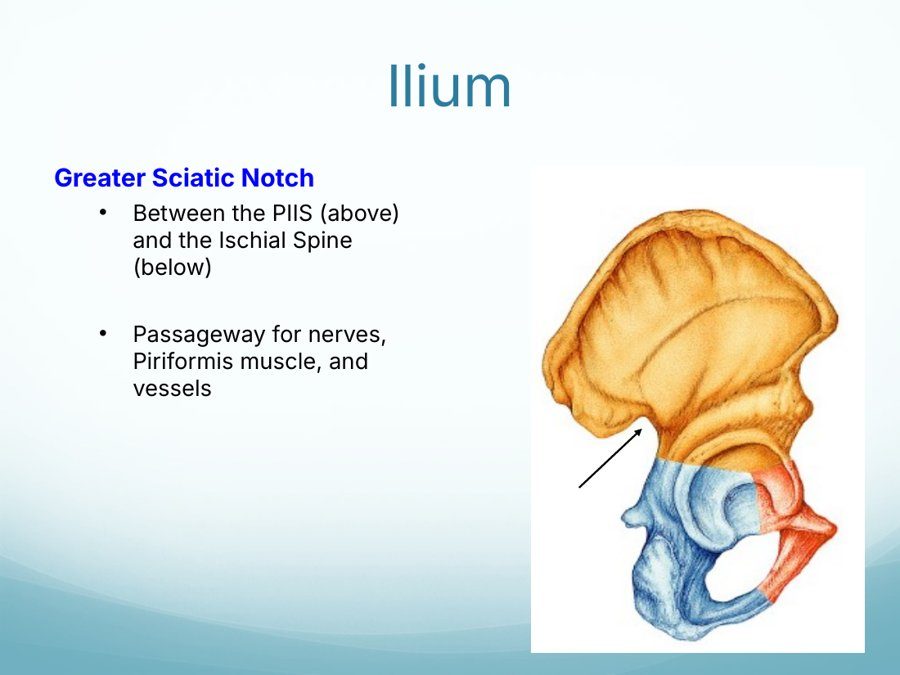 Ilium
Greater Sciatic Notch
• Between the PIIS (above)
and the Ischial Spine
(below)
• Passageway for nerves,
Piriformis muscle, and
vessels